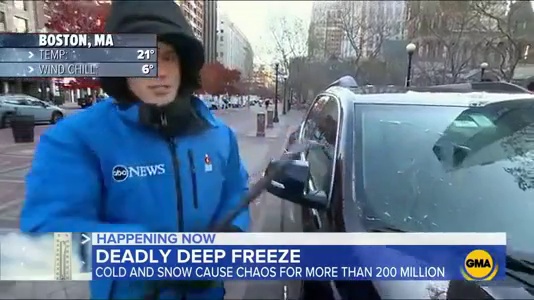 BOSTON, MA
> TEMP: 21°
> WIND CHILL: 6°
GMA
abc NEWS
HAPPENING NOW
DEADLY DEEP FREEZE
COLD AND SNOW CAUSE CHAOS FOR MORE THAN 200 MILLION
GMA